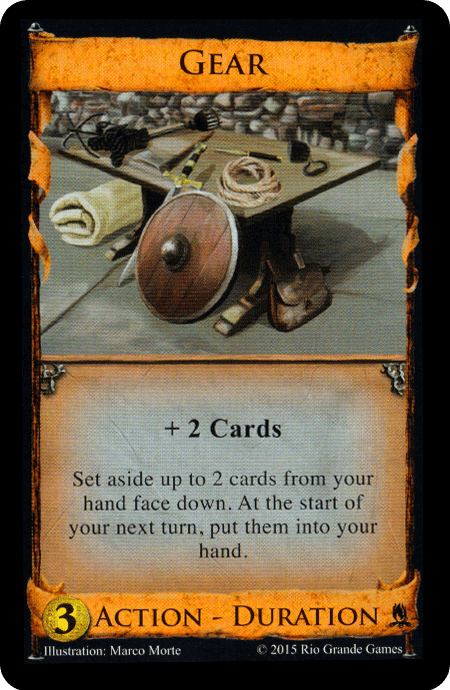 GEAR
+ 2 Cards
Set aside up to 2 cards from your
hand face down. At the start of
your next turn, put them into your
hand.
3 ACTION - DURATION
Illustration: Marco Morte © 2015 Rio Grande Games